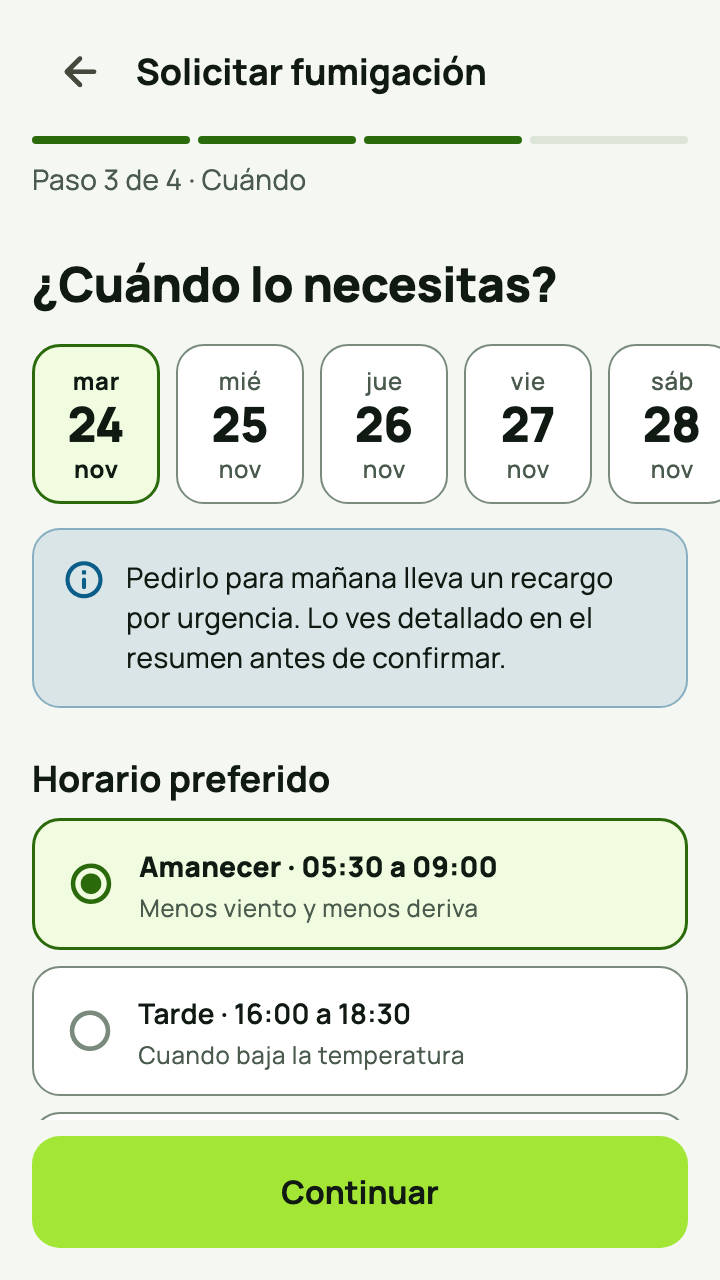 Solicitar fumigación
Paso 3 de 4 · Cuándo
¿Cuándo lo necesitas?
mar
24
nov
mié
25
nov
jue
26
nov
vie
27
nov
sáb
28
nov
Pedirlo para mañana lleva un recargo
por urgencia. Lo ves detallado en el
resumen antes de confirmar.
Horario preferido
Amanecer · 05:30 a 09:00
Menos viento y menos deriva
Tarde · 16:00 a 18:30
Cuando baja la temperatura
Continuar